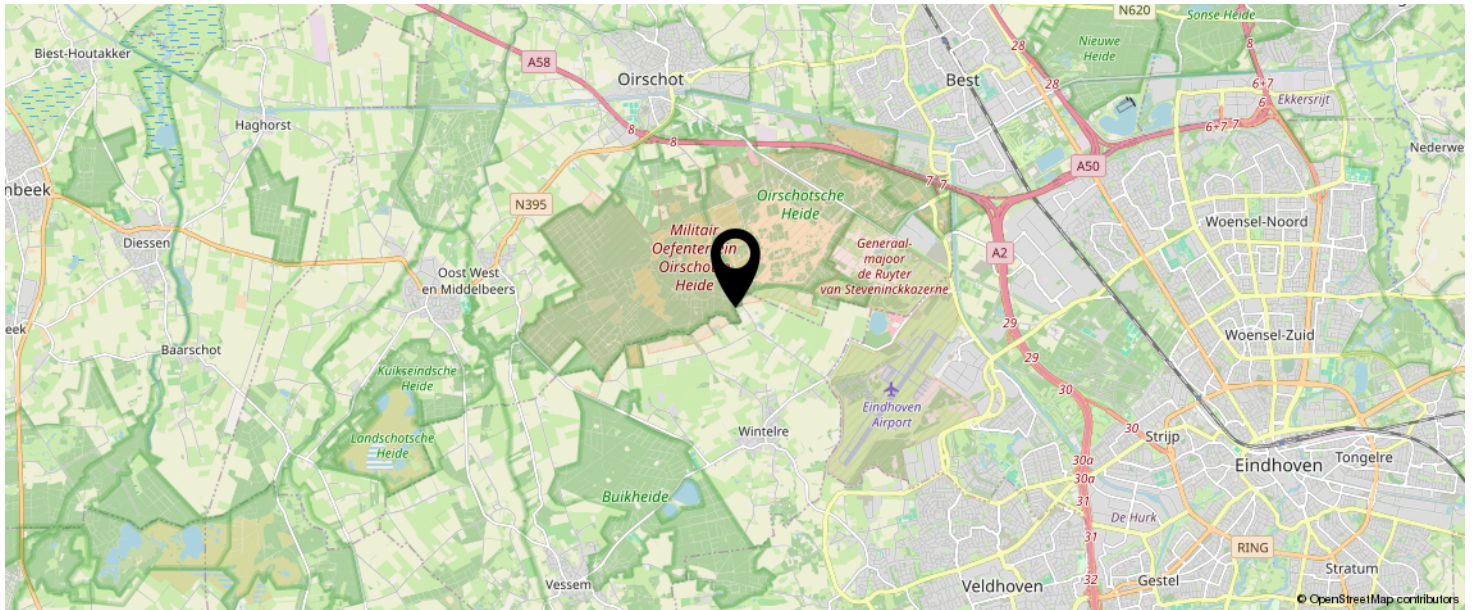 N620
Sonse Heide
28
8
Biest-Houtakker
Nieuwe
Heide
A58
Oirschot
Best
28
6+7
6
Ekkersrijt
Haghorst
8
8
6+7
7
Nederwe
A50
7
7
nbeek
N395
Oirschotsche
Heide
Woensel-Noord
Diessen
Militair
Oefenterrein
Heide
Generaal-
majoor
de Ruyter
van Steveninckkazerne
A2
Oost West
en Middelbeers
eek
29
Woensel-Zuid
Baarschot
29
Kuikseindsche
Heide
30
Eindhoven
Airport
30
Landschotsche
Heide
Wintelre
Strijp
30a
30a
Eindhoven
Tongelre
31
Buikheide
De Hurk
31
RING
Vessem
Veldhoven
32
Gestel
Stratum
© OpenStreetMap contributors